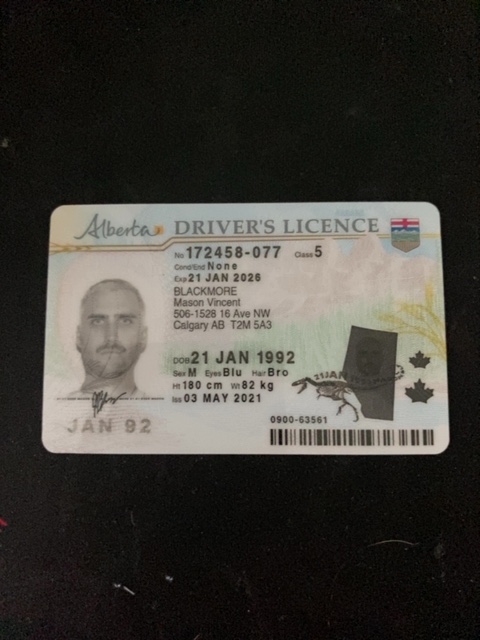 Alberta DRIVER'S LICENCE
No 172458-077 Class 5
Cond/End None
Exp 21 JAN 2026
BLACKMORE
Mason Vincent
506-1528 16 Ave NW
Calgary AB T2M 5A3
DOB 21 JAN 1992
Sex M Eyes Blu Hair Bro
Ht 180 cm Wt 82 kg
Iss 03 MAY 2021
JAN 92
0900-63561